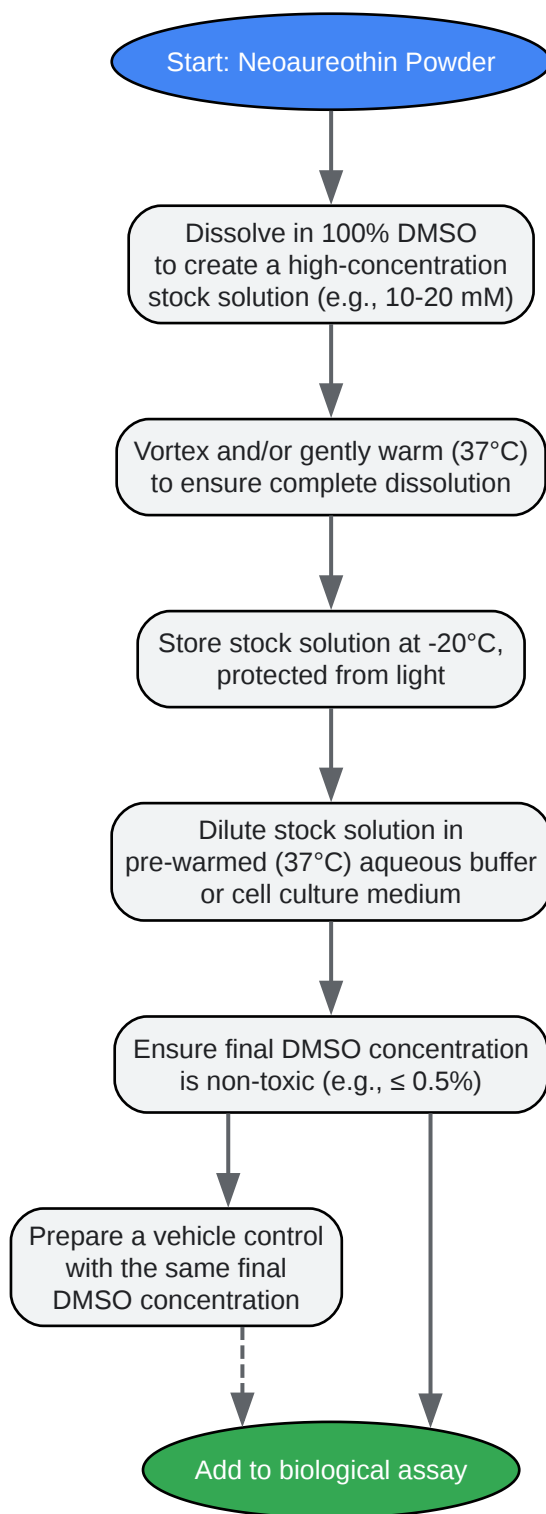 Start: Neoaureothin Powder
Dissolve in 100% DMSO
to create a high-concentration
stock solution (e.g., 10-20 mM)
Vortex and/or gently warm (37°C)
to ensure complete dissolution
Store stock solution at -20°C,
protected from light
Dilute stock solution in
pre-warmed (37°C) aqueous buffer
or cell culture medium
Ensure final DMSO concentration
is non-toxic (e.g., ≤ 0.5%)
Prepare a vehicle control
with the same final
DMSO concentration
Add to biological assay